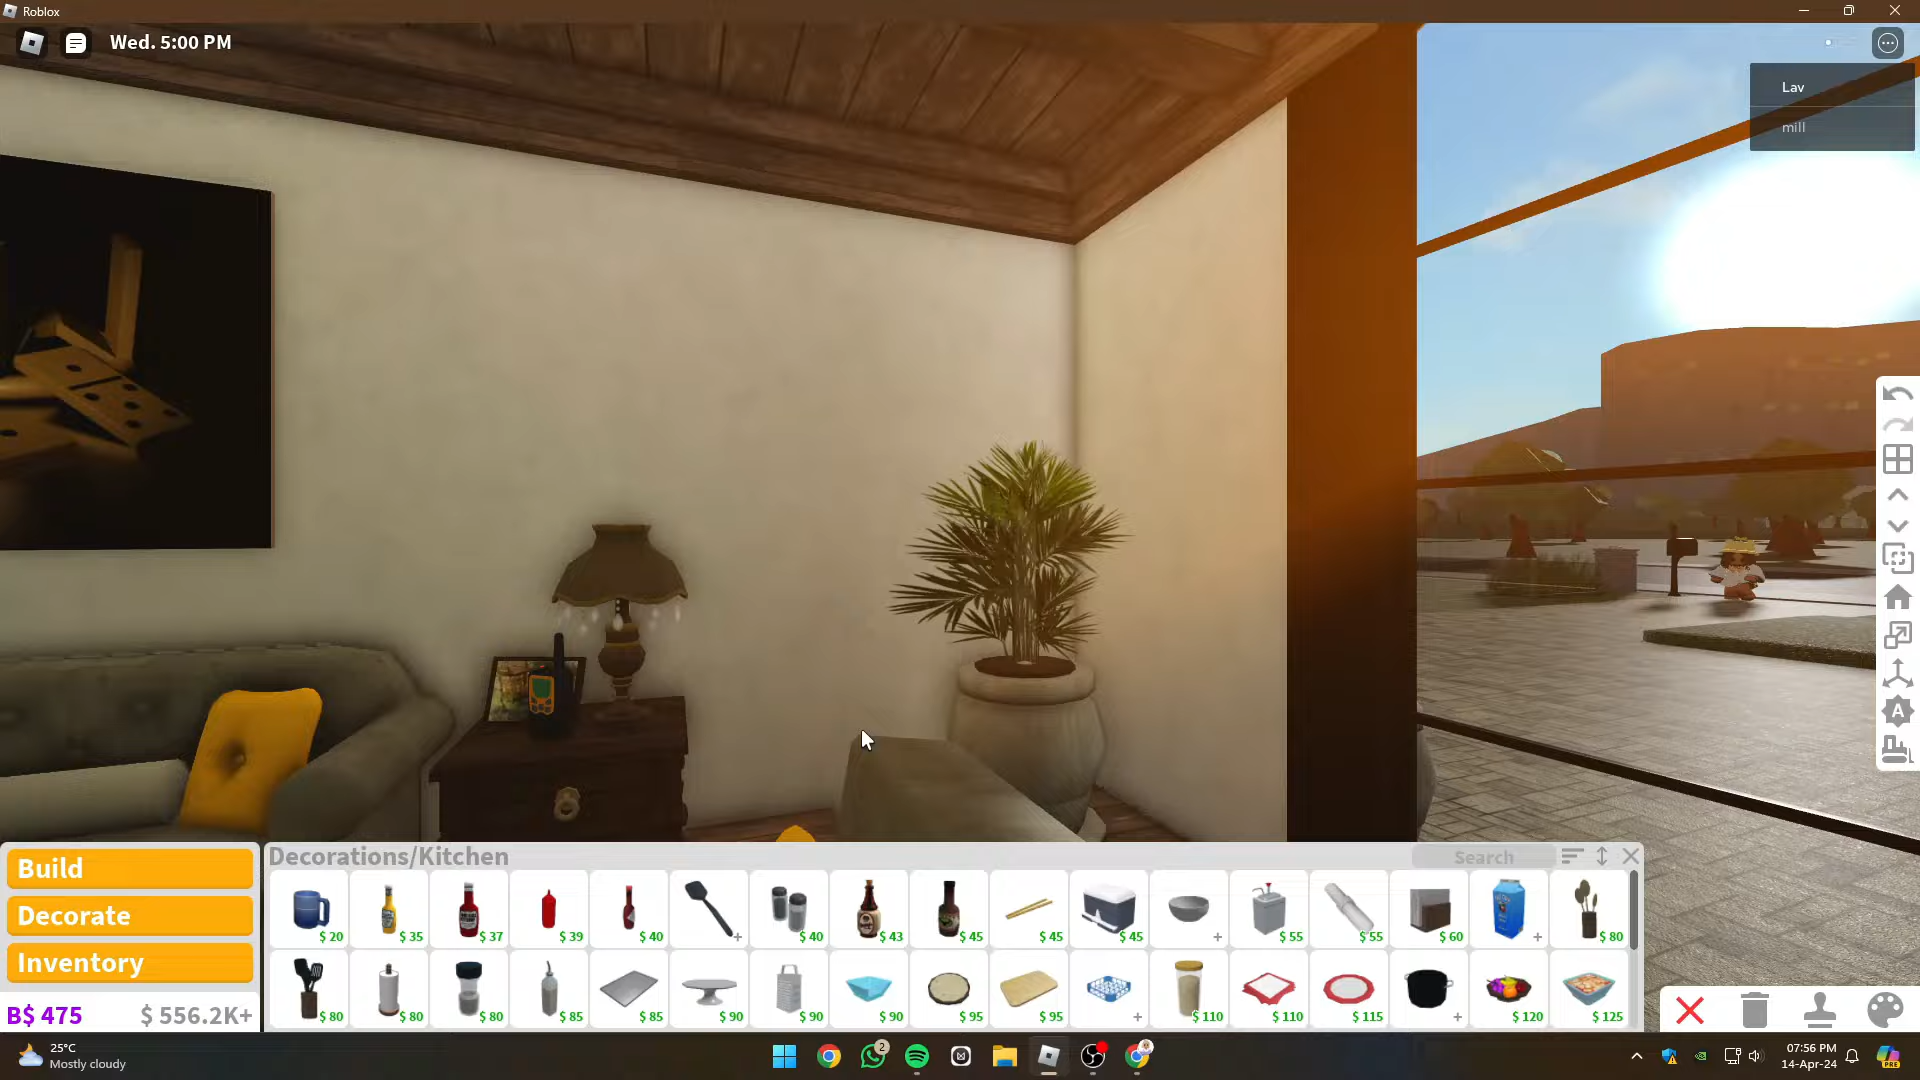 Roblox
Wed. 5:00 PM
Lav
mill
A
Build
Decorate
Inventory
B$ 475
$ 556.2K+
Decorations/Kitchen
Search
$ 20
$ 35
$ 37
$ 39
$ 40
+
$ 40
$ 43
$ 45
$ 45
$ 45
+
$ 55
$ 55
$ 60
+
$ 80
$ 80
$ 80
$ 80
$ 85
$ 85
$ 90
$ 90
$ 90
$ 95
$ 95
+
$ 110
$ 110
$ 115
+
$ 120
$ 125
25°C
Mostly cloudy
2
07:56 PM
14-Apr-24
PRE